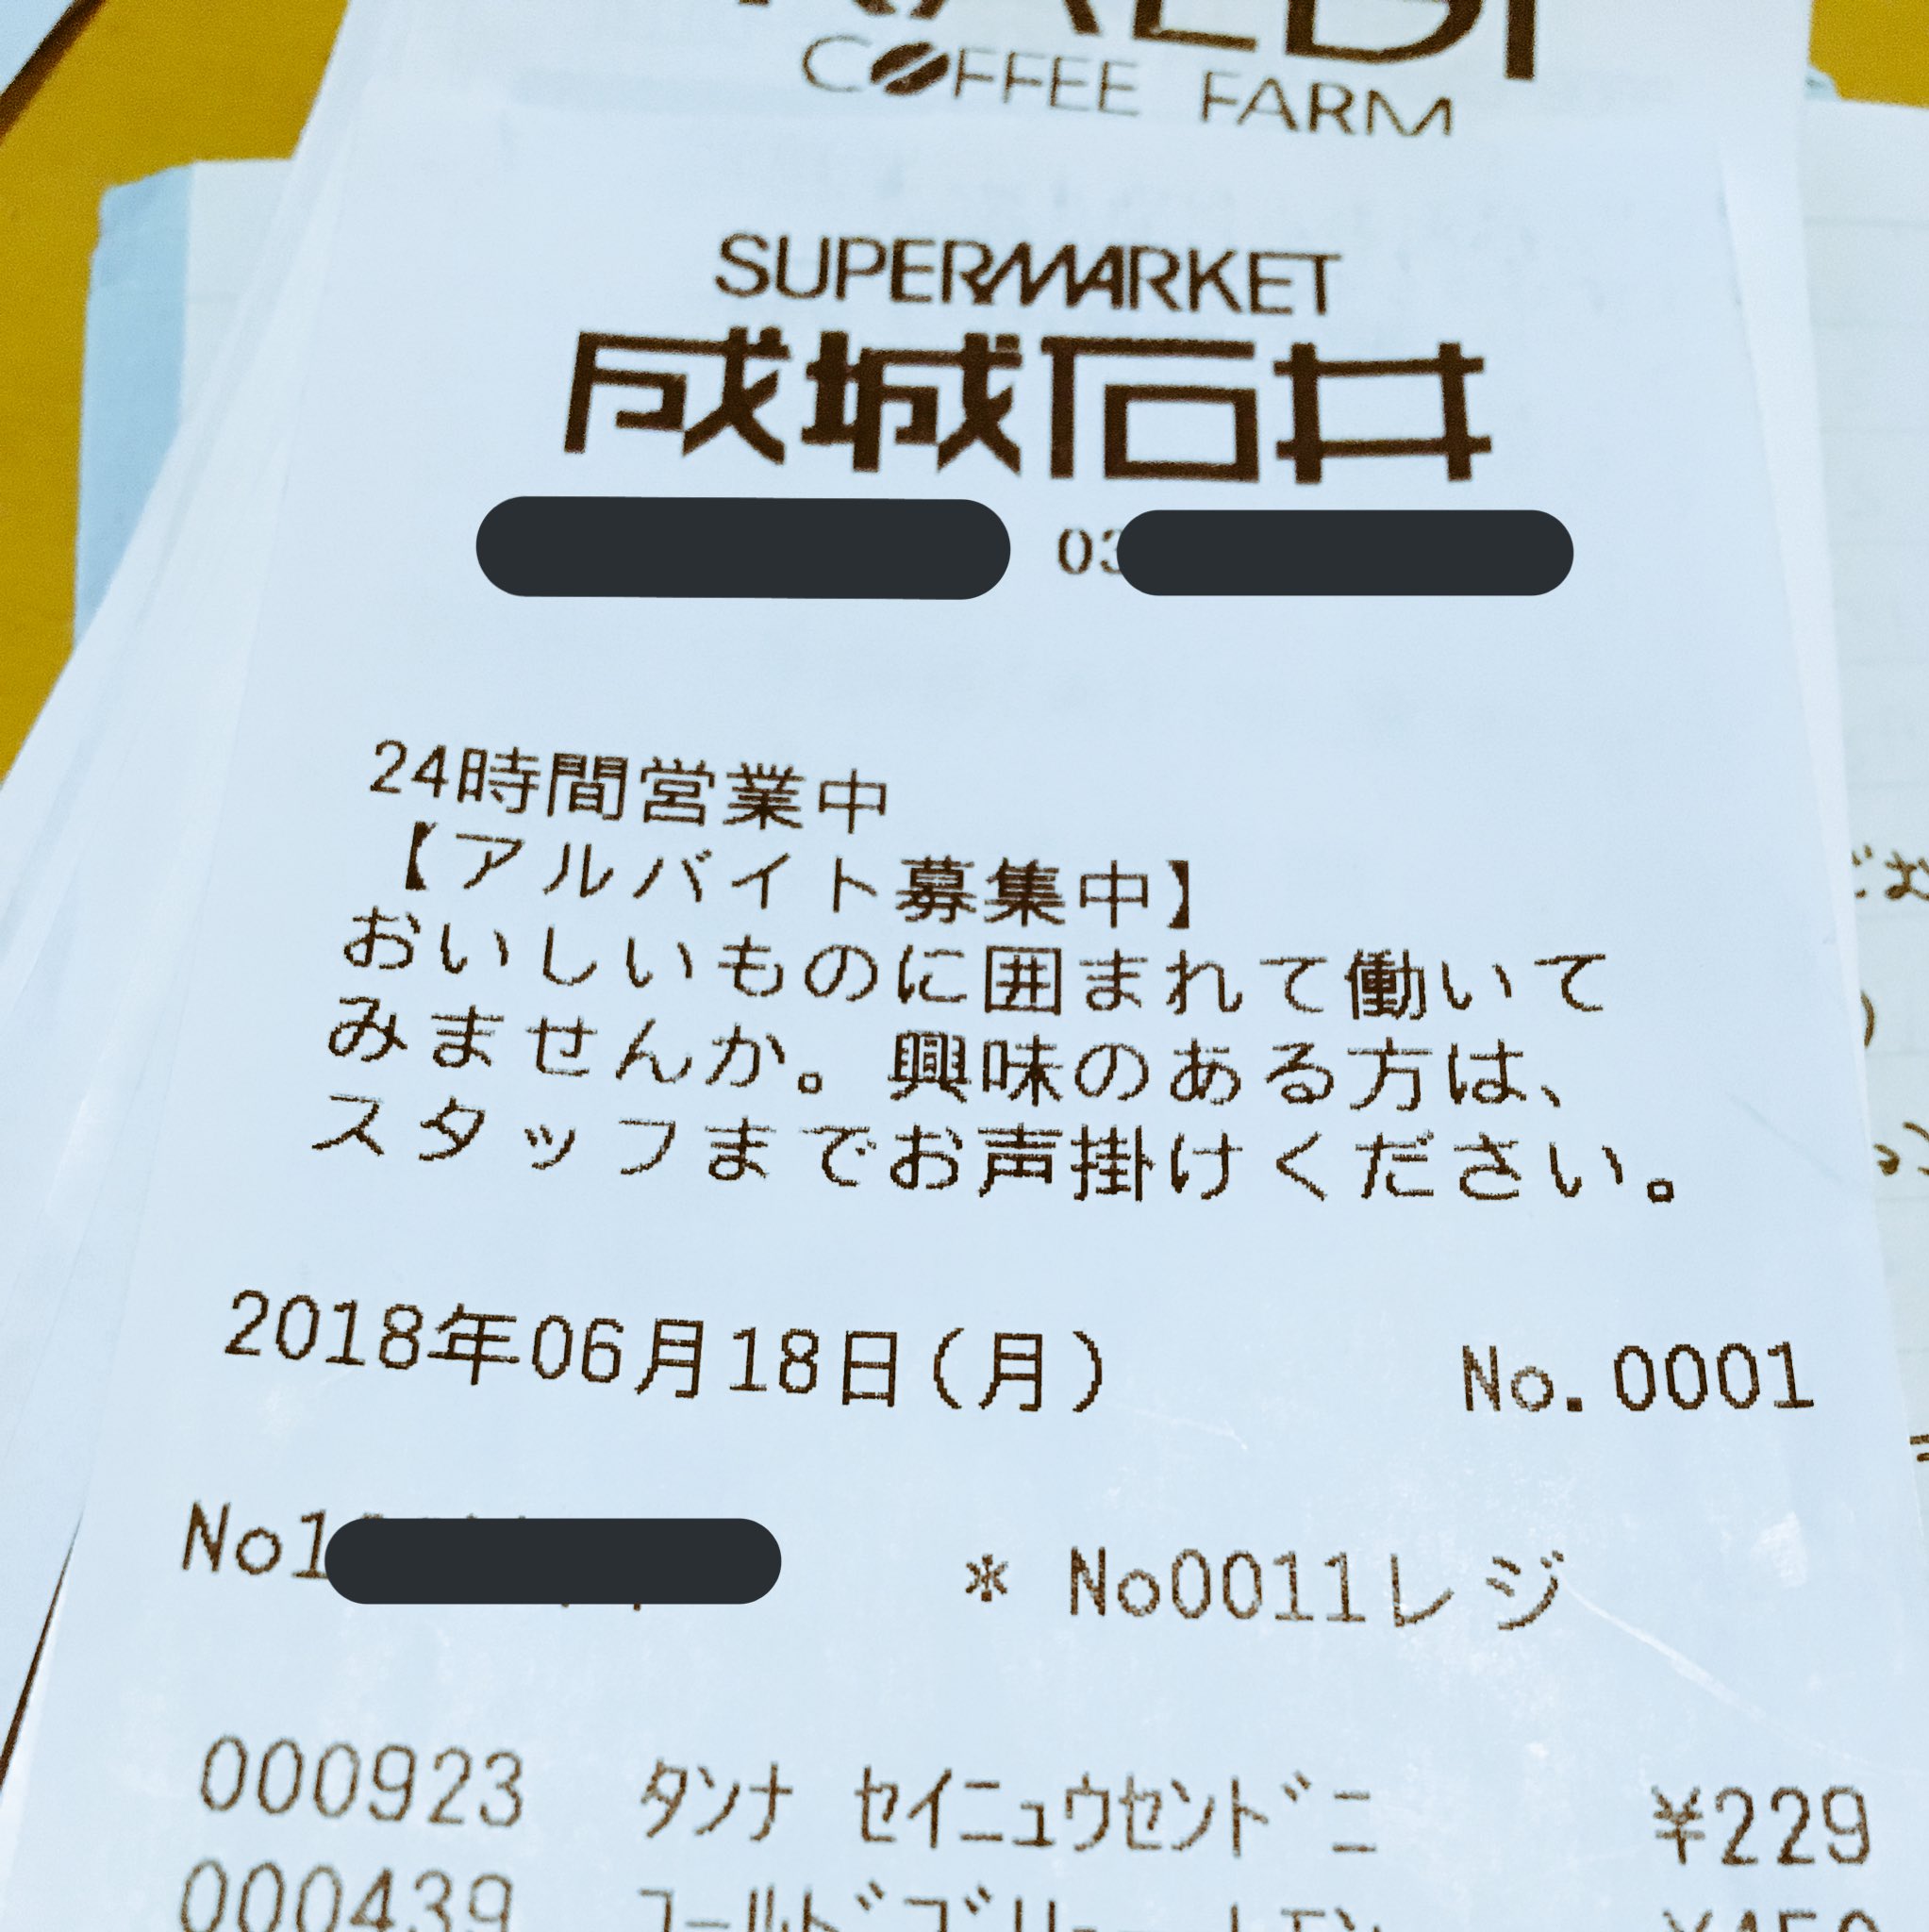 COFFEE FARM
SUPERMARKET
成城石井
03
24時間営業中
【アルバイト募集中】
おいしいものに囲まれて働いて
みませんか。興味のある方は、
スタッフまでお声掛けください。
2018年06月18日(月) No.0001
No1 * No0011レジ
000923 タンナ セイニュウセンドニ ¥229
000439